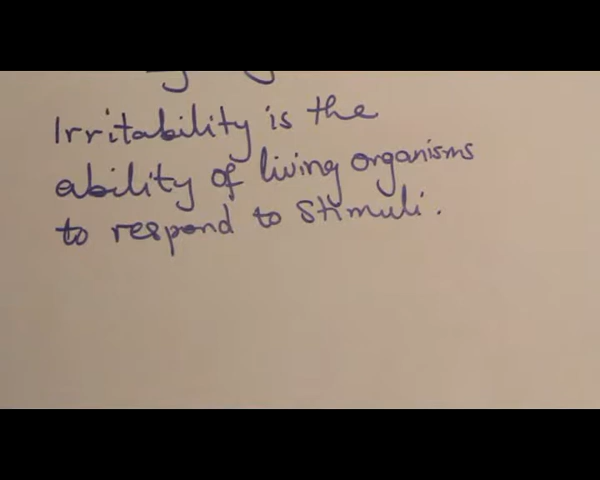 Irritability is the
ability of living organisms
to respond to stimuli.